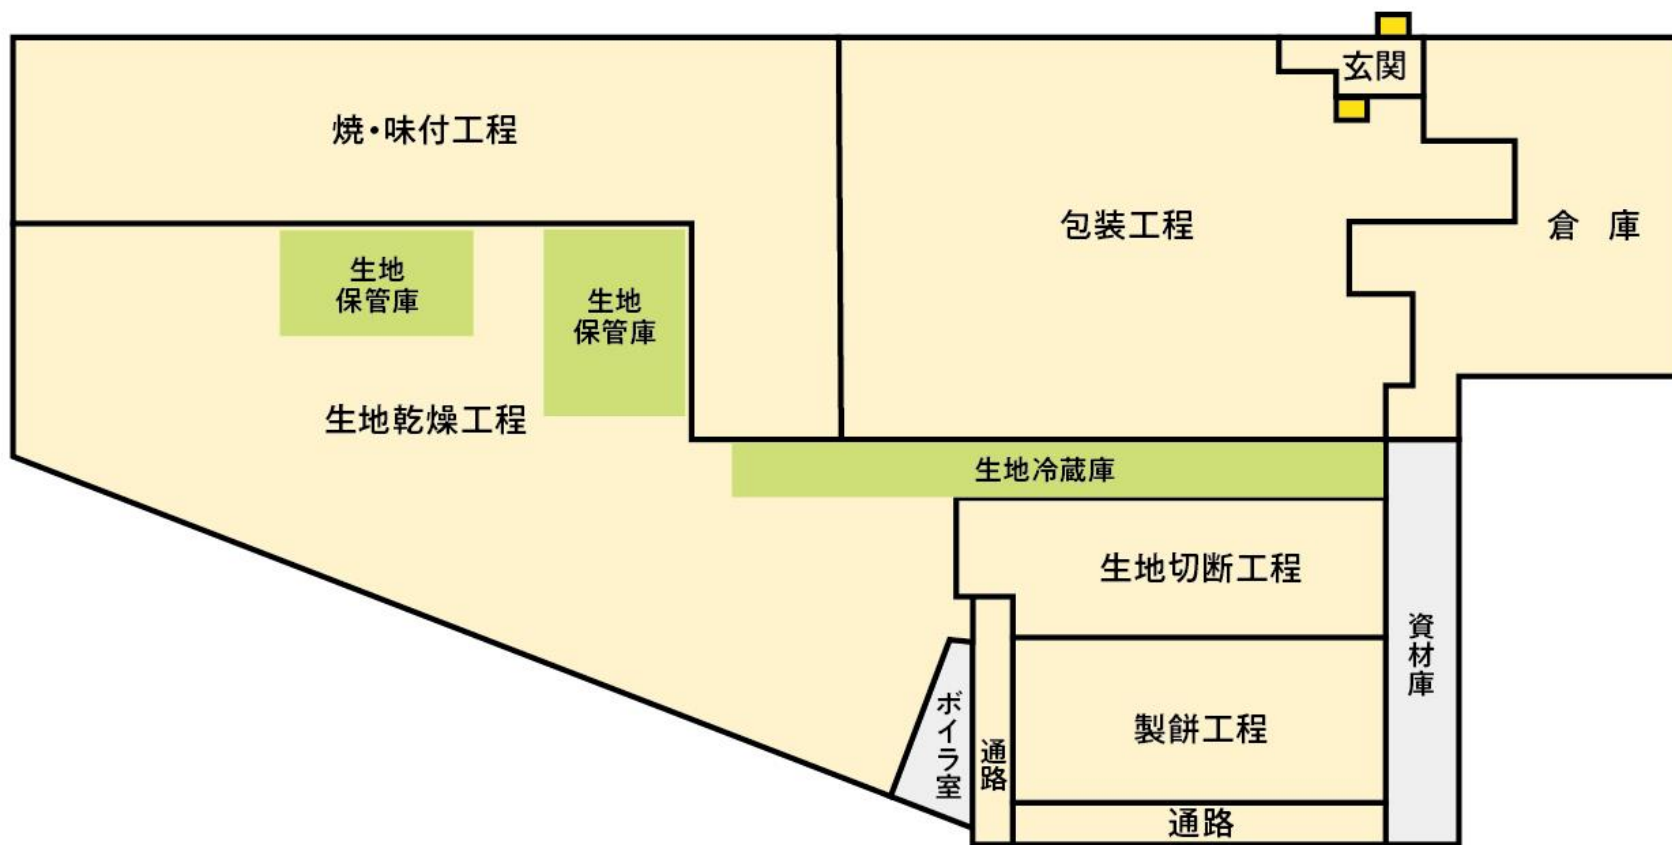 玄関
焼・味付工程
包装工程
倉 庫
生地
保管庫
生地
保管庫
生地乾燥工程
生地冷蔵庫
生地切断工程
資材庫
ボイラ室
通路
製餅工程
通路